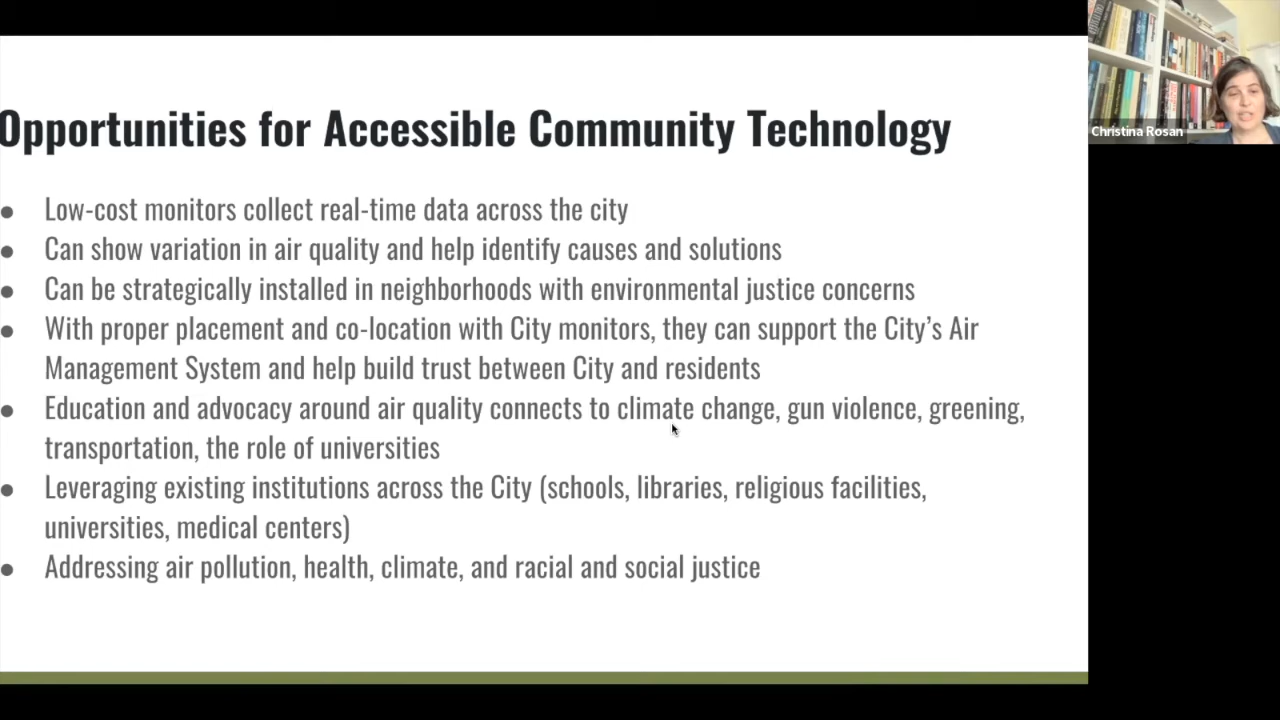 Opportunities for Accessible Community Technology
● Low-cost monitors collect real-time data across the city
● Can show variation in air quality and help identify causes and solutions
● Can be strategically installed in neighborhoods with environmental justice concerns
● With proper placement and co-location with City monitors, they can support the City’s Air
Management System and help build trust between City and residents
● Education and advocacy around air quality connects to climate change, gun violence, greening,
transportation, the role of universities
● Leveraging existing institutions across the City (schools, libraries, religious facilities,
universities, medical centers)
● Addressing air pollution, health, climate, and racial and social justice
Christina Rosan